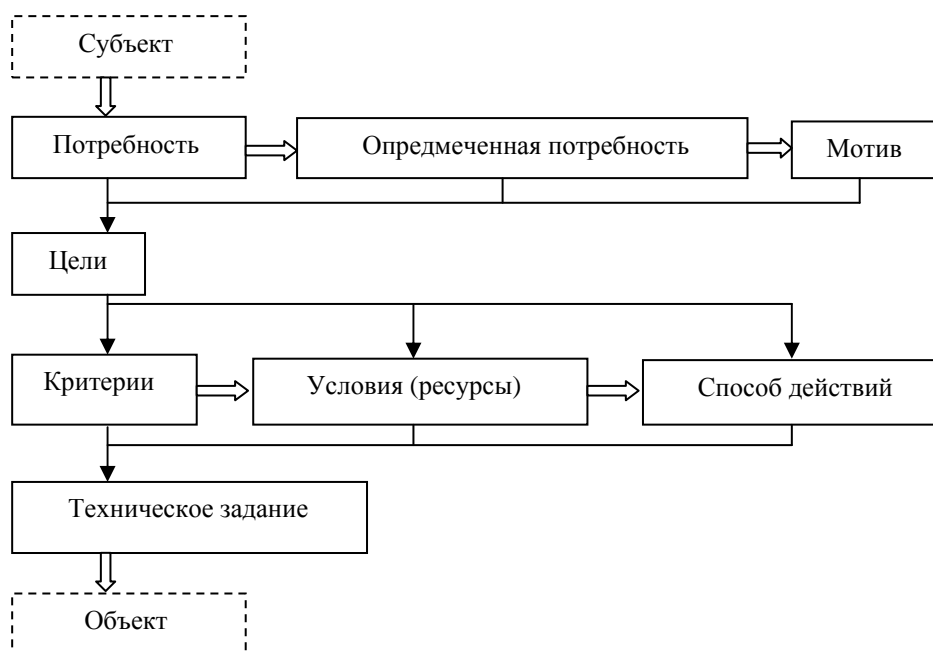 Субъект
Потребность
Опредмеченная потребность
Мотив
Цели
Критерии
Условия (ресурсы)
Способ действий
Техническое задание
Объект